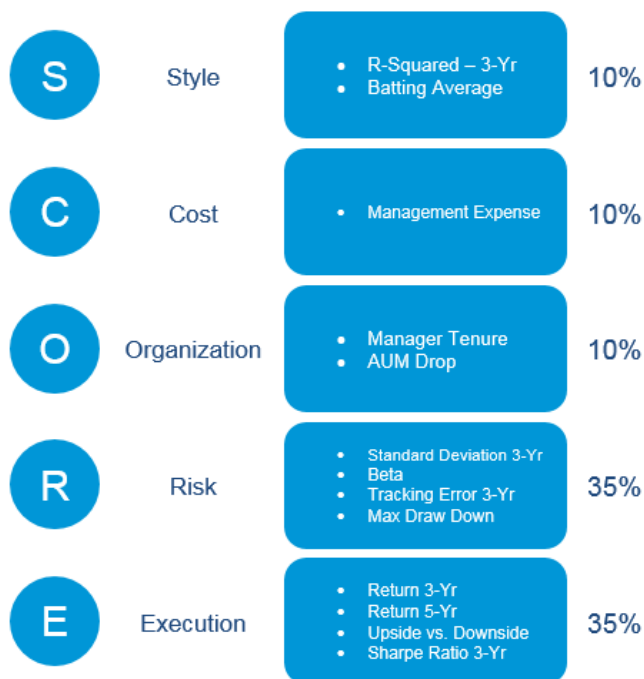 S
Style
• R-Squared – 3-Yr
• Batting Average
10%
C
Cost
• Management Expense
10%
O
Organization
• Manager Tenure
• AUM Drop
10%
R
Risk
• Standard Deviation 3-Yr
• Beta
• Tracking Error 3-Yr
• Max Draw Down
35%
E
Execution
• Return 3-Yr
• Return 5-Yr
• Upside vs. Downside
• Sharpe Ratio 3-Yr
35%